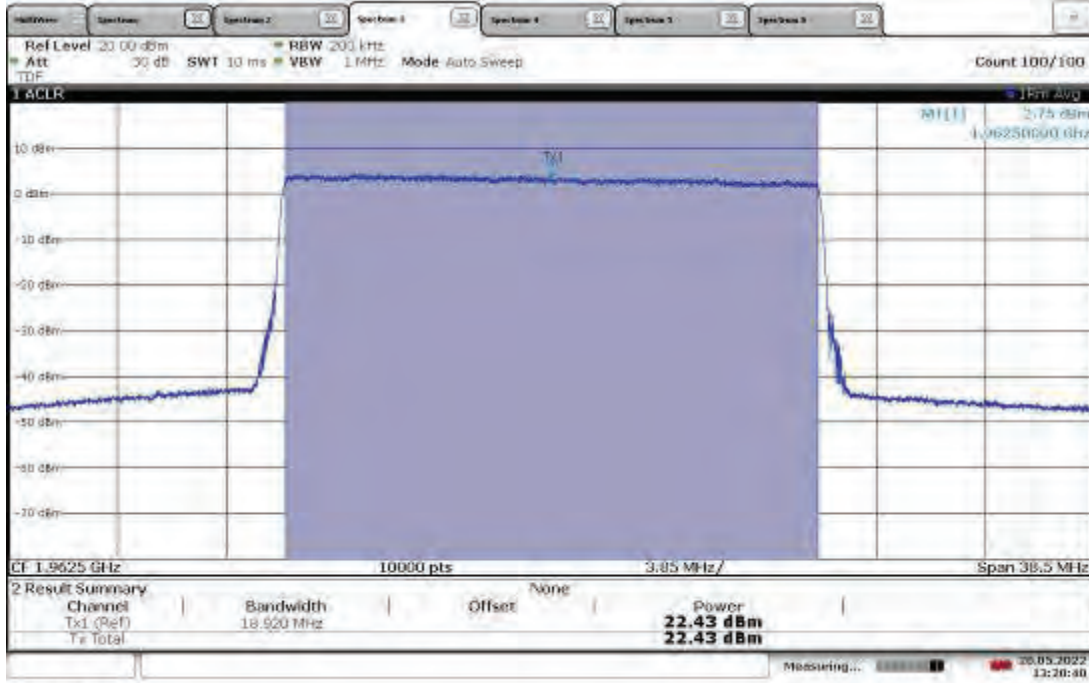 MultiView Spectrum Spectrum 2 Spectrum 3 Spectrum 4 Spectrum 5 Spectrum 6
Ref Level 20.00 dBm RBW 200 kHz
Att 30 dB SWT 10 ms VBW 1 MHz Mode Auto Sweep Count 100/100
TDF
1 ACLR 1Rm Avg
M1[1] 2.75 dBm
1.96250000 GHz
10 dBm
Tx1
0 dBm
-10 dBm
-20 dBm
-30 dBm
-40 dBm
-50 dBm
-60 dBm
-70 dBm
CF 1.9625 GHz 10000 pts 3.85 MHz/ Span 38.5 MHz
2 Result Summary None
Channel Bandwidth Offset Power
Tx1 (Ref) 18.920 MHz 22.43 dBm
Tx Total 22.43 dBm
Measuring... 20.05.2022
13:20:40